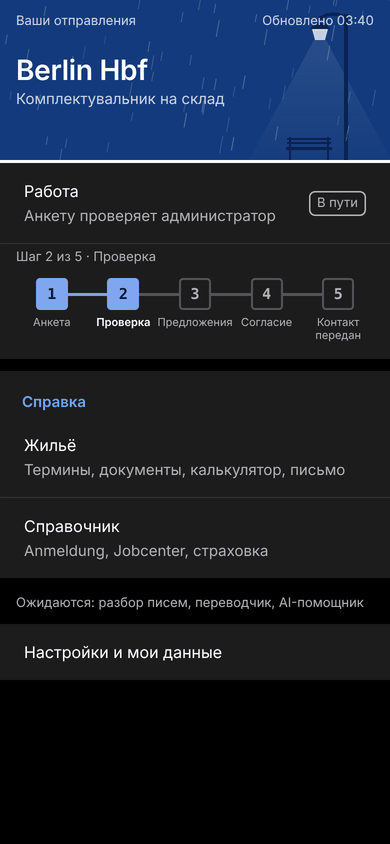 Ваши отправления
Обновлено 03:40
Berlin Hbf
Комплектувальник на склад
Работа
Анкету проверяет администратор
В пути
Шаг 2 из 5 · Проверка
1 2 3 4 5
Анкета Проверка Предложения Согласие Контакт
передан
Справка
Жильё
Термины, документы, калькулятор, письмо
Справочник
Anmeldung, Jobcenter, страховка
Ожидаются: разбор писем, переводчик, AI-помощник
Настройки и мои данные